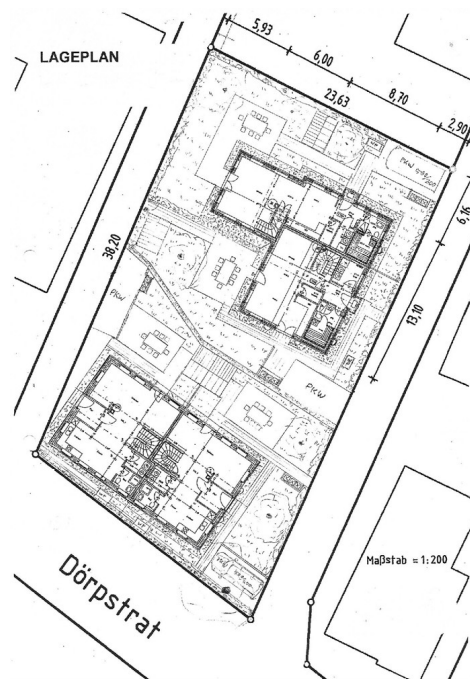 LAGEPLAN
5,93
6,00
23,63
8,70
2,90
6,16
38,20
13,10
PKW
PKW
Maßstab = 1:200
Dörpstrat